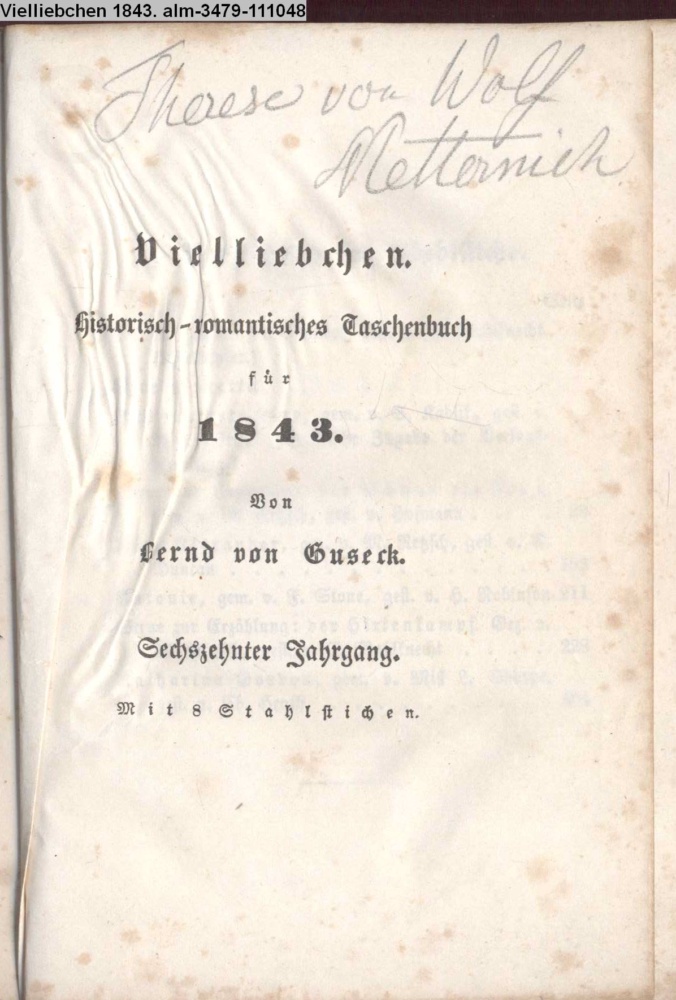 Vielliebchen 1843. alm-3479-111048
Therese von Wolf
Metternich
Vielliebchen.
Historisch-romantisches Taschenbuch
für
1843.
Von
Bernd von Guseck.
Sechszehnter Jahrgang.
Mit 8 Stahlstichen.